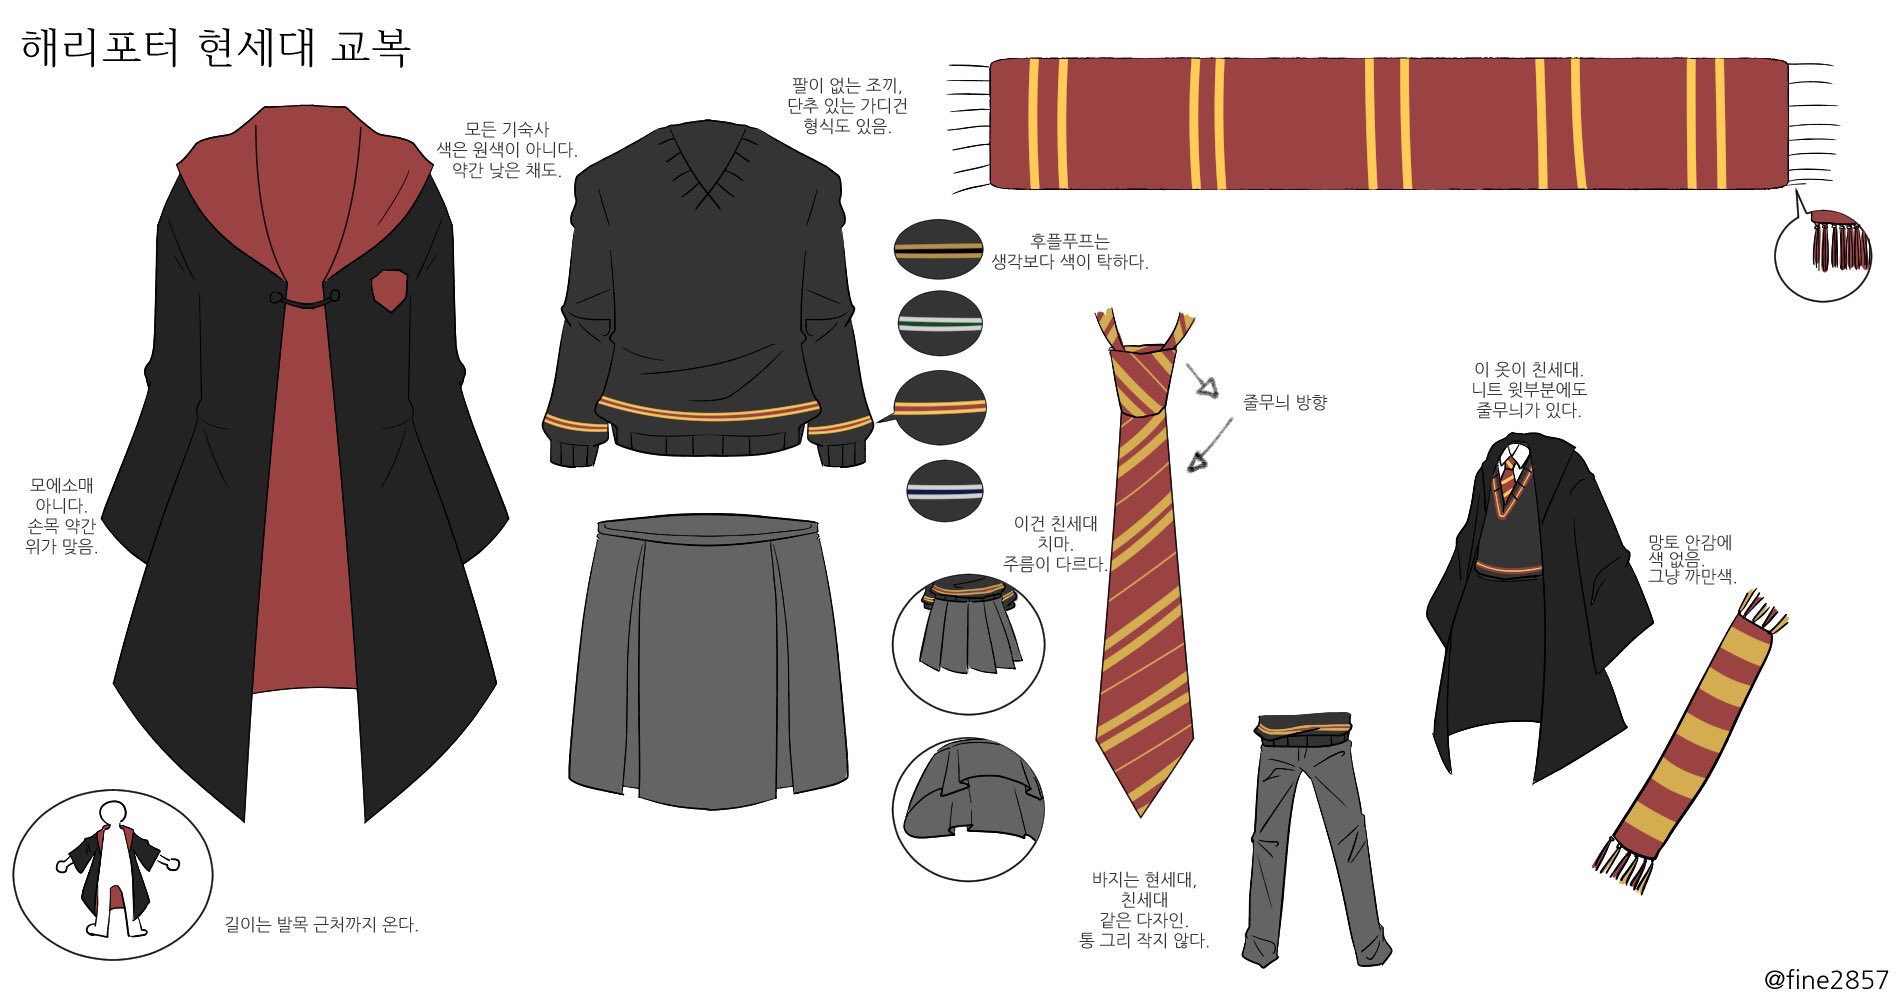 해리포터 현세대 교복
모든 기숙사
색은 원색이 아니다.
약간 낮은 채도.
팔이 없는 조끼,
단추 있는 가디건
형식도 있음.
후플푸프는
생각보다 색이 탁하다.
줄무늬 방향
이 옷이 친세대.
니트 윗부분에도
줄무늬가 있다.
모에소매
아니다.
손목 약간
위가 맞음.
이건 친세대
치마.
주름이 다르다.
망토 안감에
색 없음.
그냥 까만색.
바지는 현세대,
친세대
같은 디자인.
통 그리 작지 않다.
길이는 발목 근처까지 온다.
@fine2857